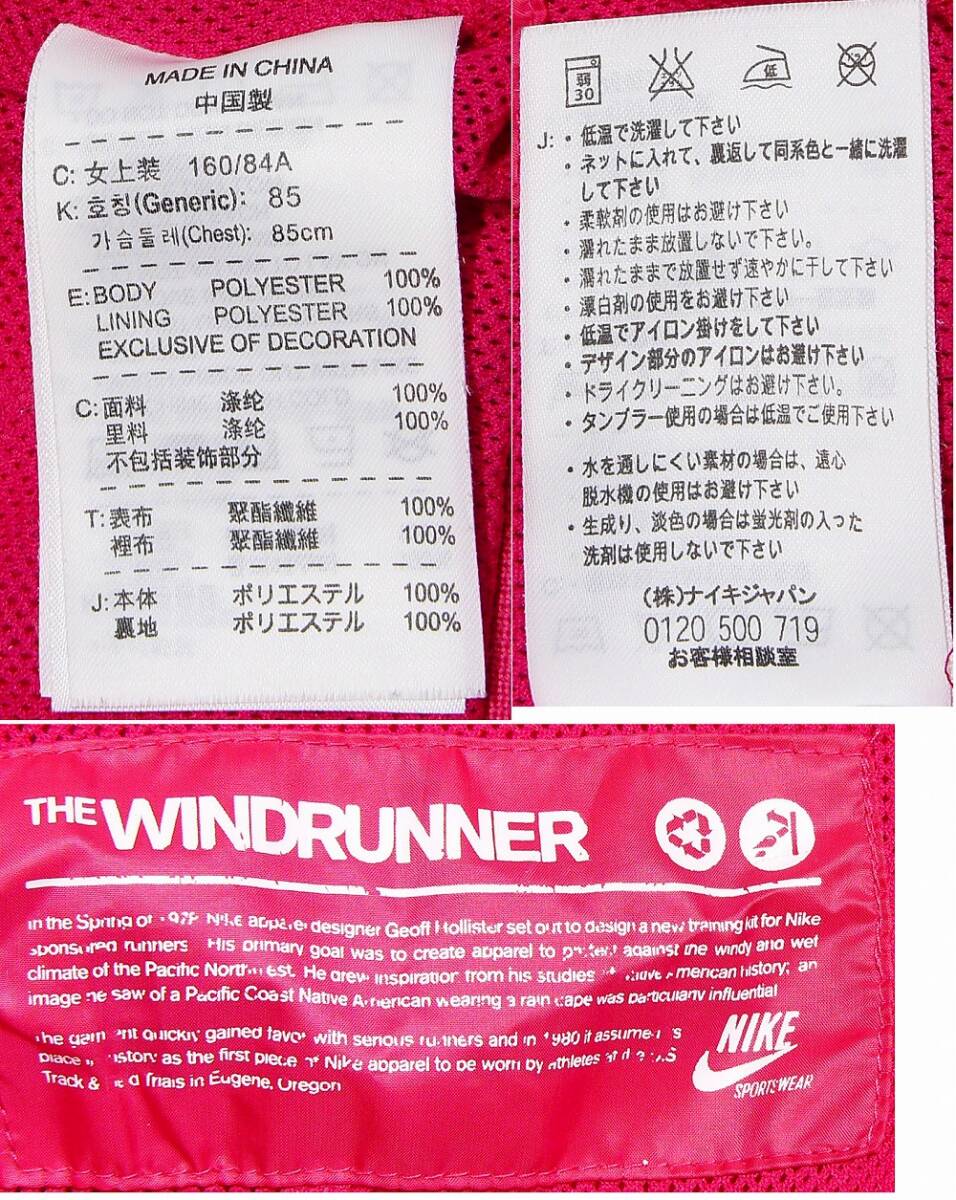 MADE IN CHINA
中国製
C: 女上装 160/84A
K: 호칭(Generic): 85
가슴둘레(Chest): 85cm
E: BODY POLYESTER 100%
LINING POLYESTER 100%
EXCLUSIVE OF DECORATION
C: 面料 涤纶 100%
里料 涤纶 100%
不包括装饰部分
T: 表布 聚酯纖維 100%
裡布 聚酯纖維 100%
J: 本体 ポリエステル 100%
裏地 ポリエステル 100%
弱 30 低
J: ・低温で洗濯して下さい
・ネットに入れて、裏返して同系色と一緒に洗濯
して下さい
・柔軟剤の使用はお避け下さい
・濡れたまま放置しないで下さい。
・濡れたままで放置せず速やかに干して下さい
・漂白剤の使用をお避け下さい
・低温でアイロン掛けをして下さい
・デザイン部分のアイロンはお避け下さい
・ドライクリーニングはお避け下さい。
・タンブラー使用の場合は低温でご使用下さい
・水を通しにくい素材の場合は、遠心
脱水機の使用はお避け下さい
・生成り、淡色の場合は蛍光剤の入った
洗剤は使用しないで下さい
(株)ナイキジャパン
0120 500 719
お客様相談室
THE WINDRUNNER
in the Spring of 1978 NIKE apparel designer Geoff Hollister set out to design a new training kit for Nike
sponsored runners His primary goal was to create apparel to protect against the windy and wet
climate of the Pacific Northwest. He drew inspiration from his studies Native American history; an
image he saw of a Pacific Coast Native American wearing a rain cape was particularly influential
The garment quickly gained favor with serious runners and in 1980 it assumed its
place history as the first piece of Nike apparel to be worn by athletes
Track & Trials in Eugene, Oregon
NIKE
SPORTSWEAR